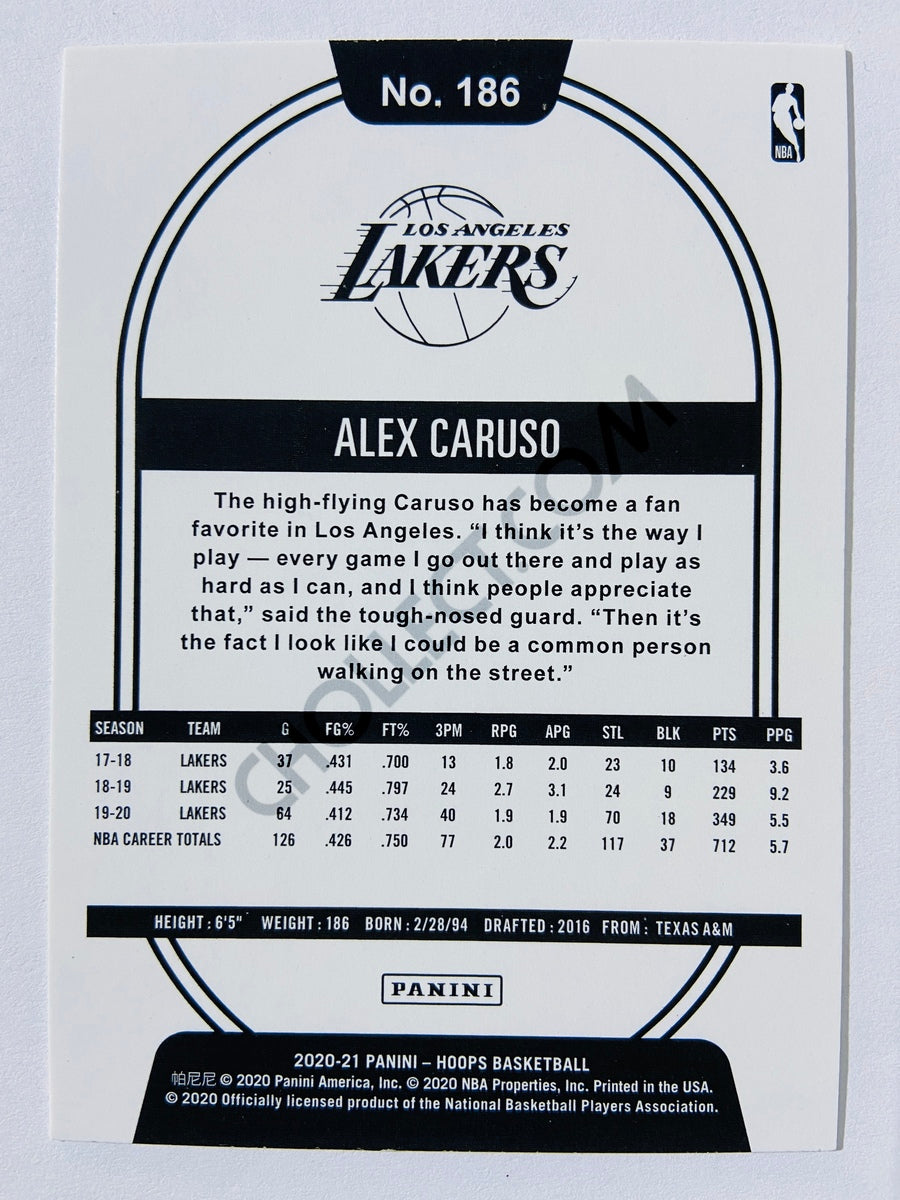 No. 186
NBA
LOS ANGELES
LAKERS
ALEX CARUSO
The high-flying Caruso has become a fan
favorite in Los Angeles. “I think it’s the way I
play — every game I go out there and play as
hard as I can, and I think people appreciate
that,” said the tough-nosed guard. “Then it’s
the fact I look like I could be a common person
walking on the street.”
CHOLLECT.COM
SEASON TEAM G FG% FT% 3PM RPG APG STL BLK PTS PPG
17-18 LAKERS 37 .431 .700 13 1.8 2.0 23 10 134 3.6
18-19 LAKERS 25 .445 .797 24 2.7 3.1 24 9 229 9.2
19-20 LAKERS 64 .412 .734 40 1.9 1.9 70 18 349 5.5
NBA CAREER TOTALS 126 .426 .750 77 2.0 2.2 117 37 712 5.7
HEIGHT : 6'5" WEIGHT : 186 BORN : 2/28/94 DRAFTED : 2016 FROM : TEXAS A&M
PANINI
2020-21 PANINI – HOOPS BASKETBALL
帕尼尼 © 2020 Panini America, Inc. © 2020 NBA Properties, Inc. Printed in the USA.
© 2020 Officially licensed product of the National Basketball Players Association.